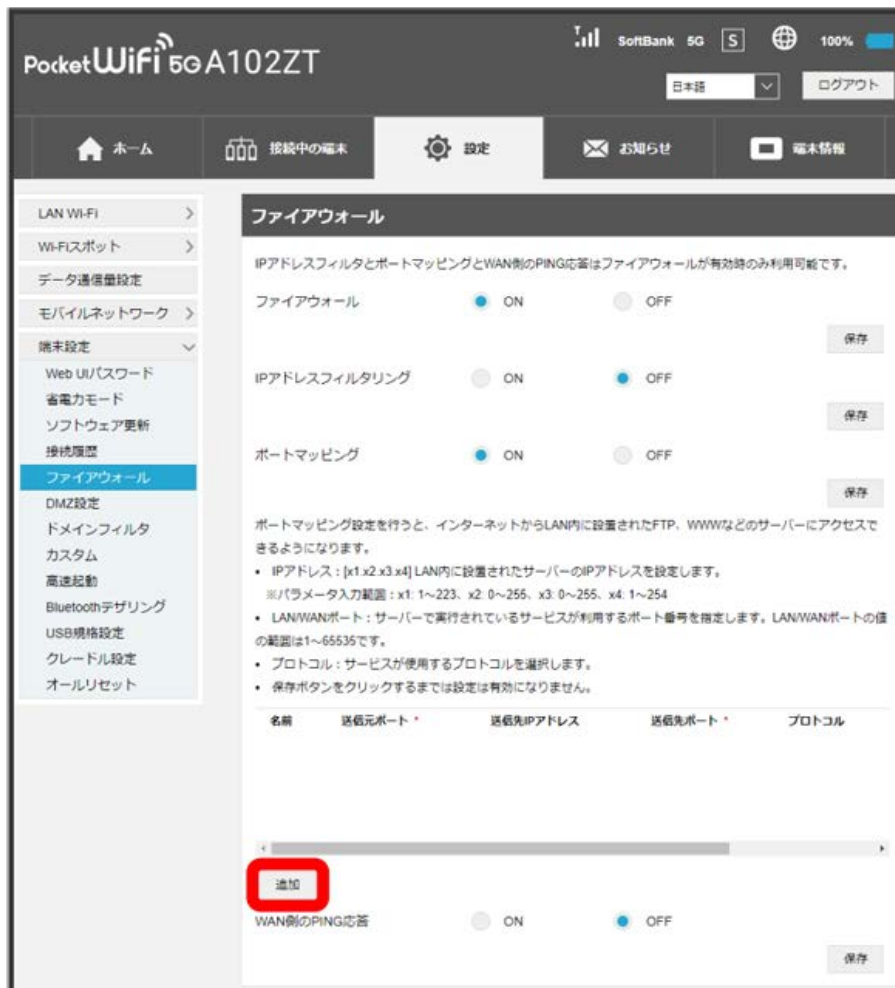 Pocket WiFi 5G A102ZT
SoftBank 5G S 100%
日本語 ログアウト
ホーム 接続中の端末 設定 お知らせ 端末情報
LAN Wi-Fi
Wi-Fiスポット
データ通信量設定
モバイルネットワーク
端末設定
Web UIパスワード
省電力モード
ソフトウェア更新
接続履歴
ファイアウォール
DMZ設定
ドメインフィルタ
カスタム
高速起動
Bluetoothテザリング
USB規格設定
クレードル設定
オールリセット
ファイアウォール
IPアドレスフィルタとポートマッピングとWAN側のPING応答はファイアウォールが有効時のみ利用可能です。
ファイアウォール ON OFF
保存
IPアドレスフィルタリング ON OFF
保存
ポートマッピング ON OFF
保存
ポートマッピング設定を行うと、インターネットからLAN内に設置されたFTP、WWWなどのサーバーにアクセスで
きるようになります。
• IPアドレス：[x1.x2.x3.x4] LAN内に設置されたサーバーのIPアドレスを設定します。
※パラメータ入力範囲：x1: 1～223、x2: 0～255、x3: 0～255、x4: 1～254
• LAN/WANポート：サーバーで実行されているサービスが利用するポート番号を指定します。LAN/WANポートの値
の範囲は1～65535です。
• プロトコル：サービスが使用するプロトコルを選択します。
• 保存ボタンをクリックするまでは設定は有効になりません。
名前 送信元ポート * 送信先IPアドレス 送信先ポート * プロトコル
追加
WAN側のPING応答 ON OFF
保存